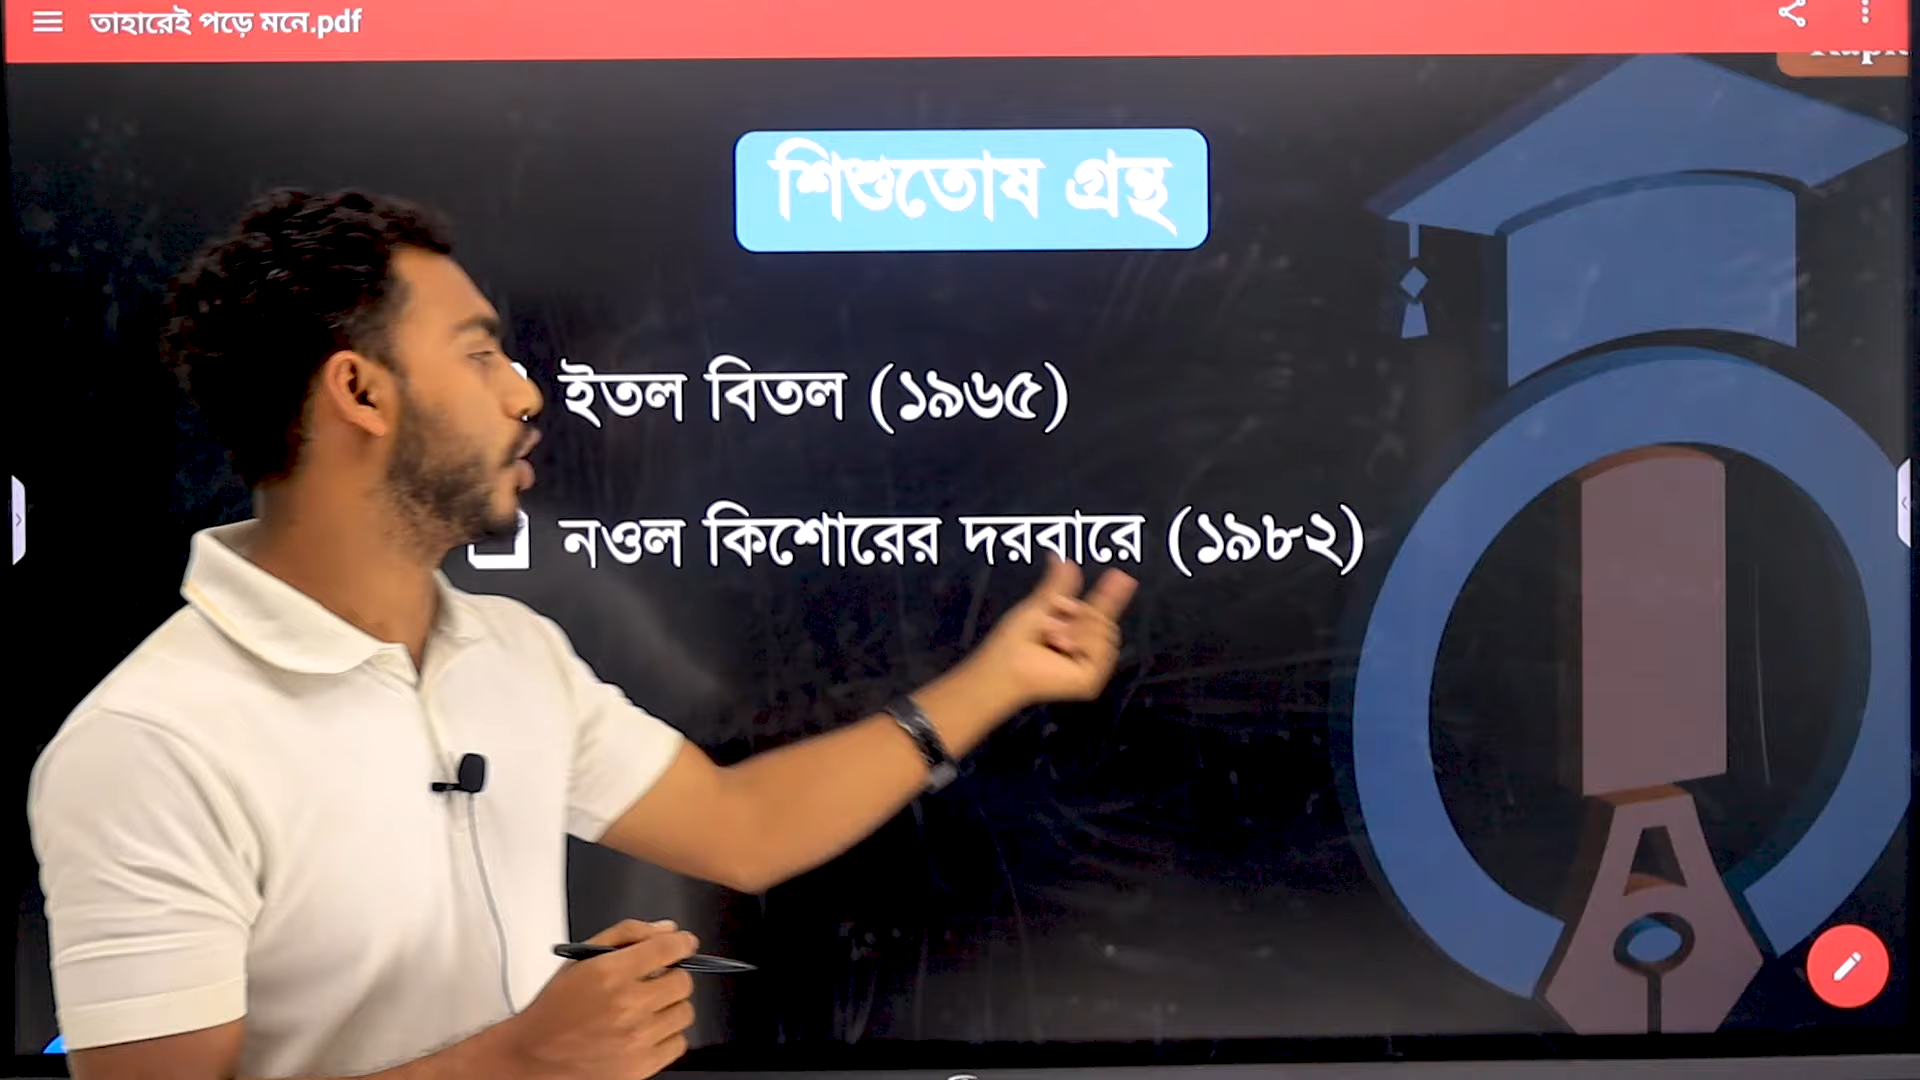 তাহারেই পড়ে মনে.pdf
শিশুতোষ গ্রন্থ
ইতল বিতল (১৯৬৫)
নওল কিশোরের দরবারে (১৯৮২)